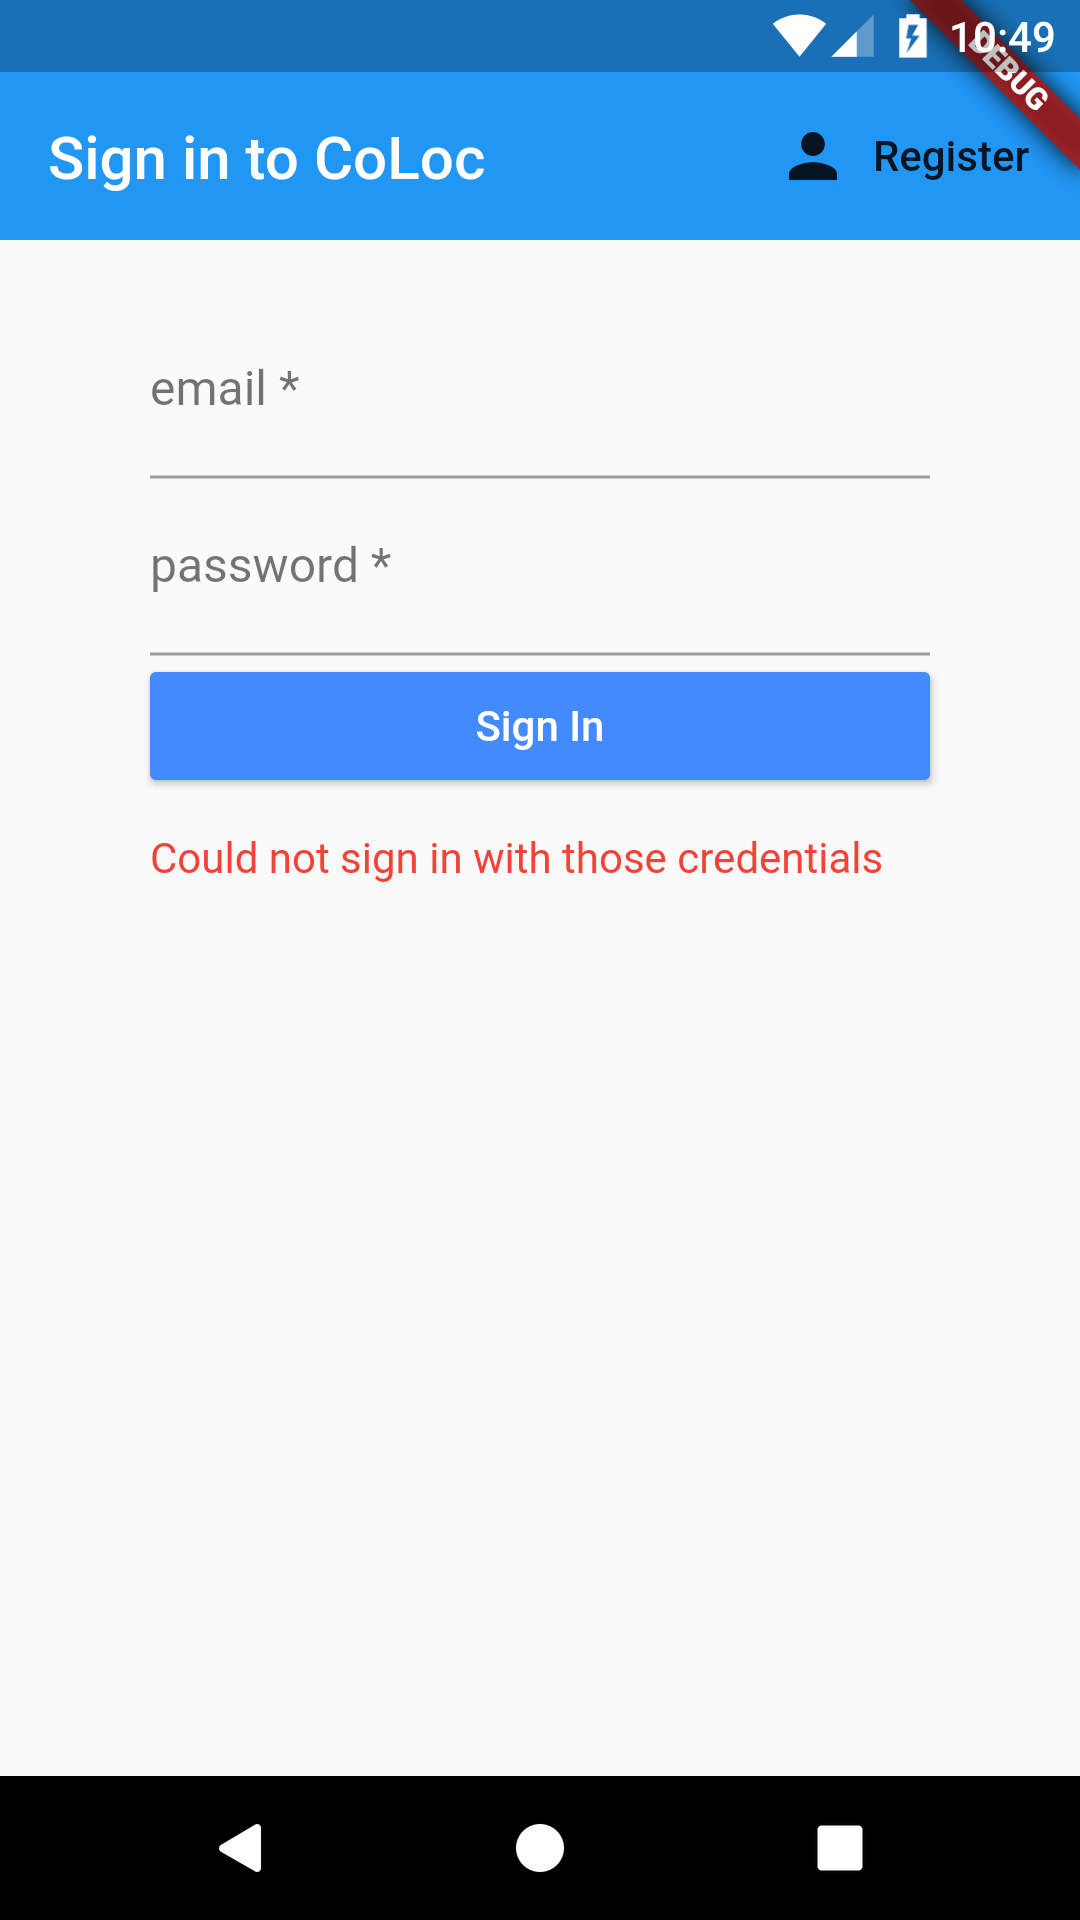 10:49
DEBUG
Sign in to CoLoc
Register
email *
password *
Sign In
Could not sign in with those credentials